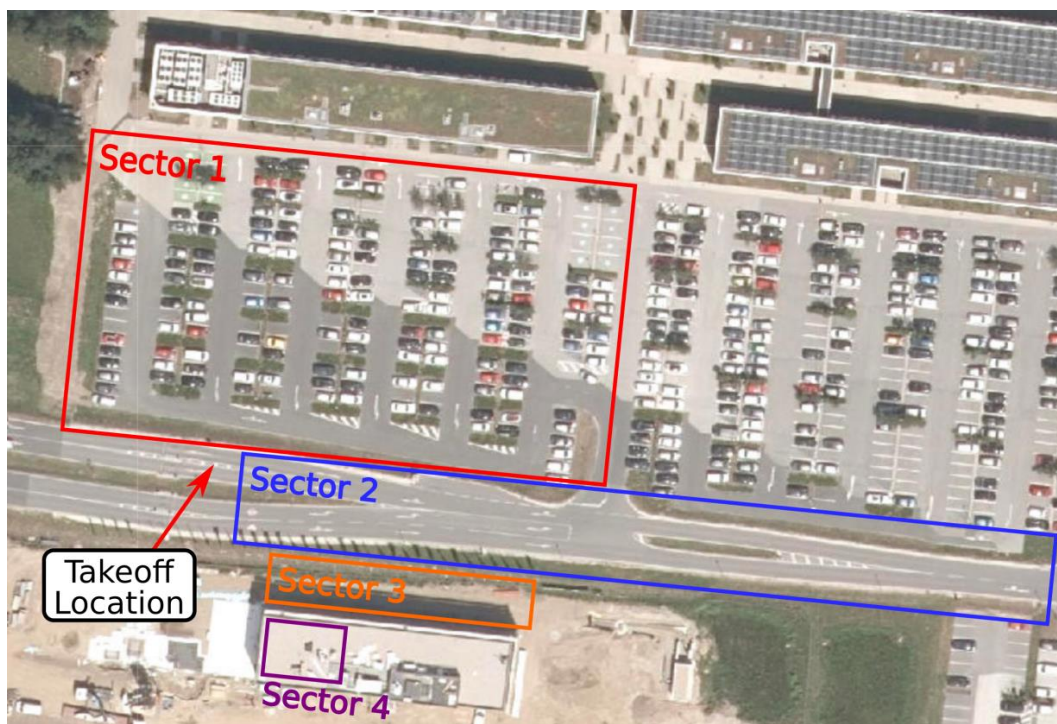 Sector 1
Sector 2
Takeoff
Location
Sector 3
Sector 4